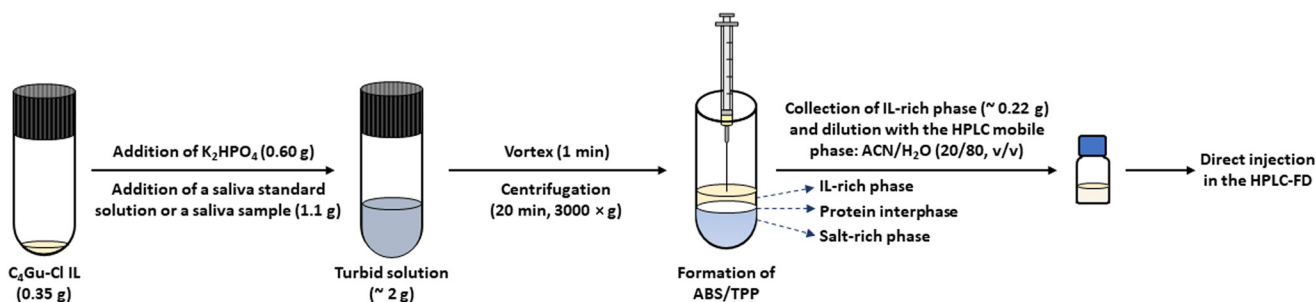 C₄Gu-Cl IL
(0.35 g)
Addition of K₂HPO₄ (0.60 g)
Addition of a saliva standard
solution or a saliva sample (1.1 g)
Turbid solution
(~ 2 g)
Vortex (1 min)
Centrifugation
(20 min, 3000 × g)
Formation of
ABS/TPP
Collection of IL-rich phase (~ 0.22 g)
and dilution with the HPLC mobile
phase: ACN/H₂O (20/80, v/v)
IL-rich phase
Protein interphase
Salt-rich phase
Direct injection
in the HPLC-FD